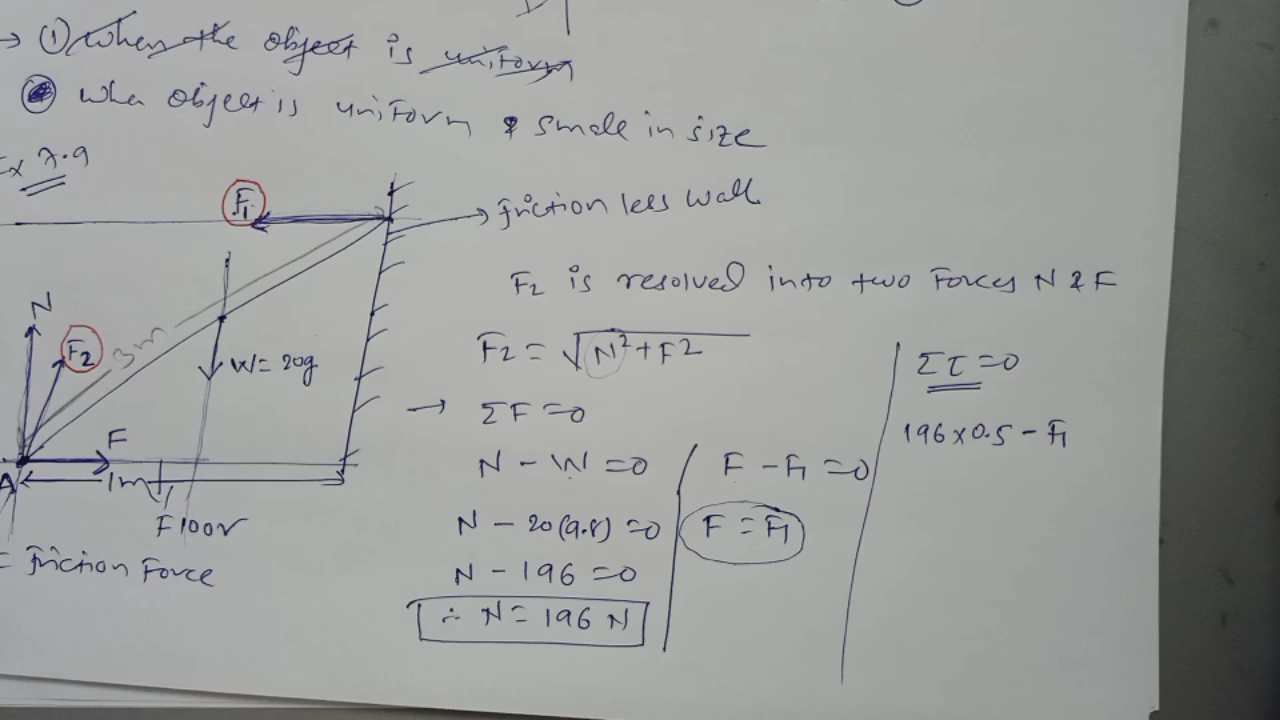 → ① When the object is uniform
When object is uniform & smale in size
Ex 7.9
F₁
→ friction less wall
F₂ is resolved into two Forces N & F
N
F₂
3m
W = 20g
F
A
1m
Floor
= Friction Force
F₂ = √N²+F²
→ ΣF = 0
N - W = 0
N - 20(9.8) = 0
N - 196 = 0
∴ N = 196 N
F - F₁ = 0
F = F₁
Στ = 0
196 × 0.5 - F₁